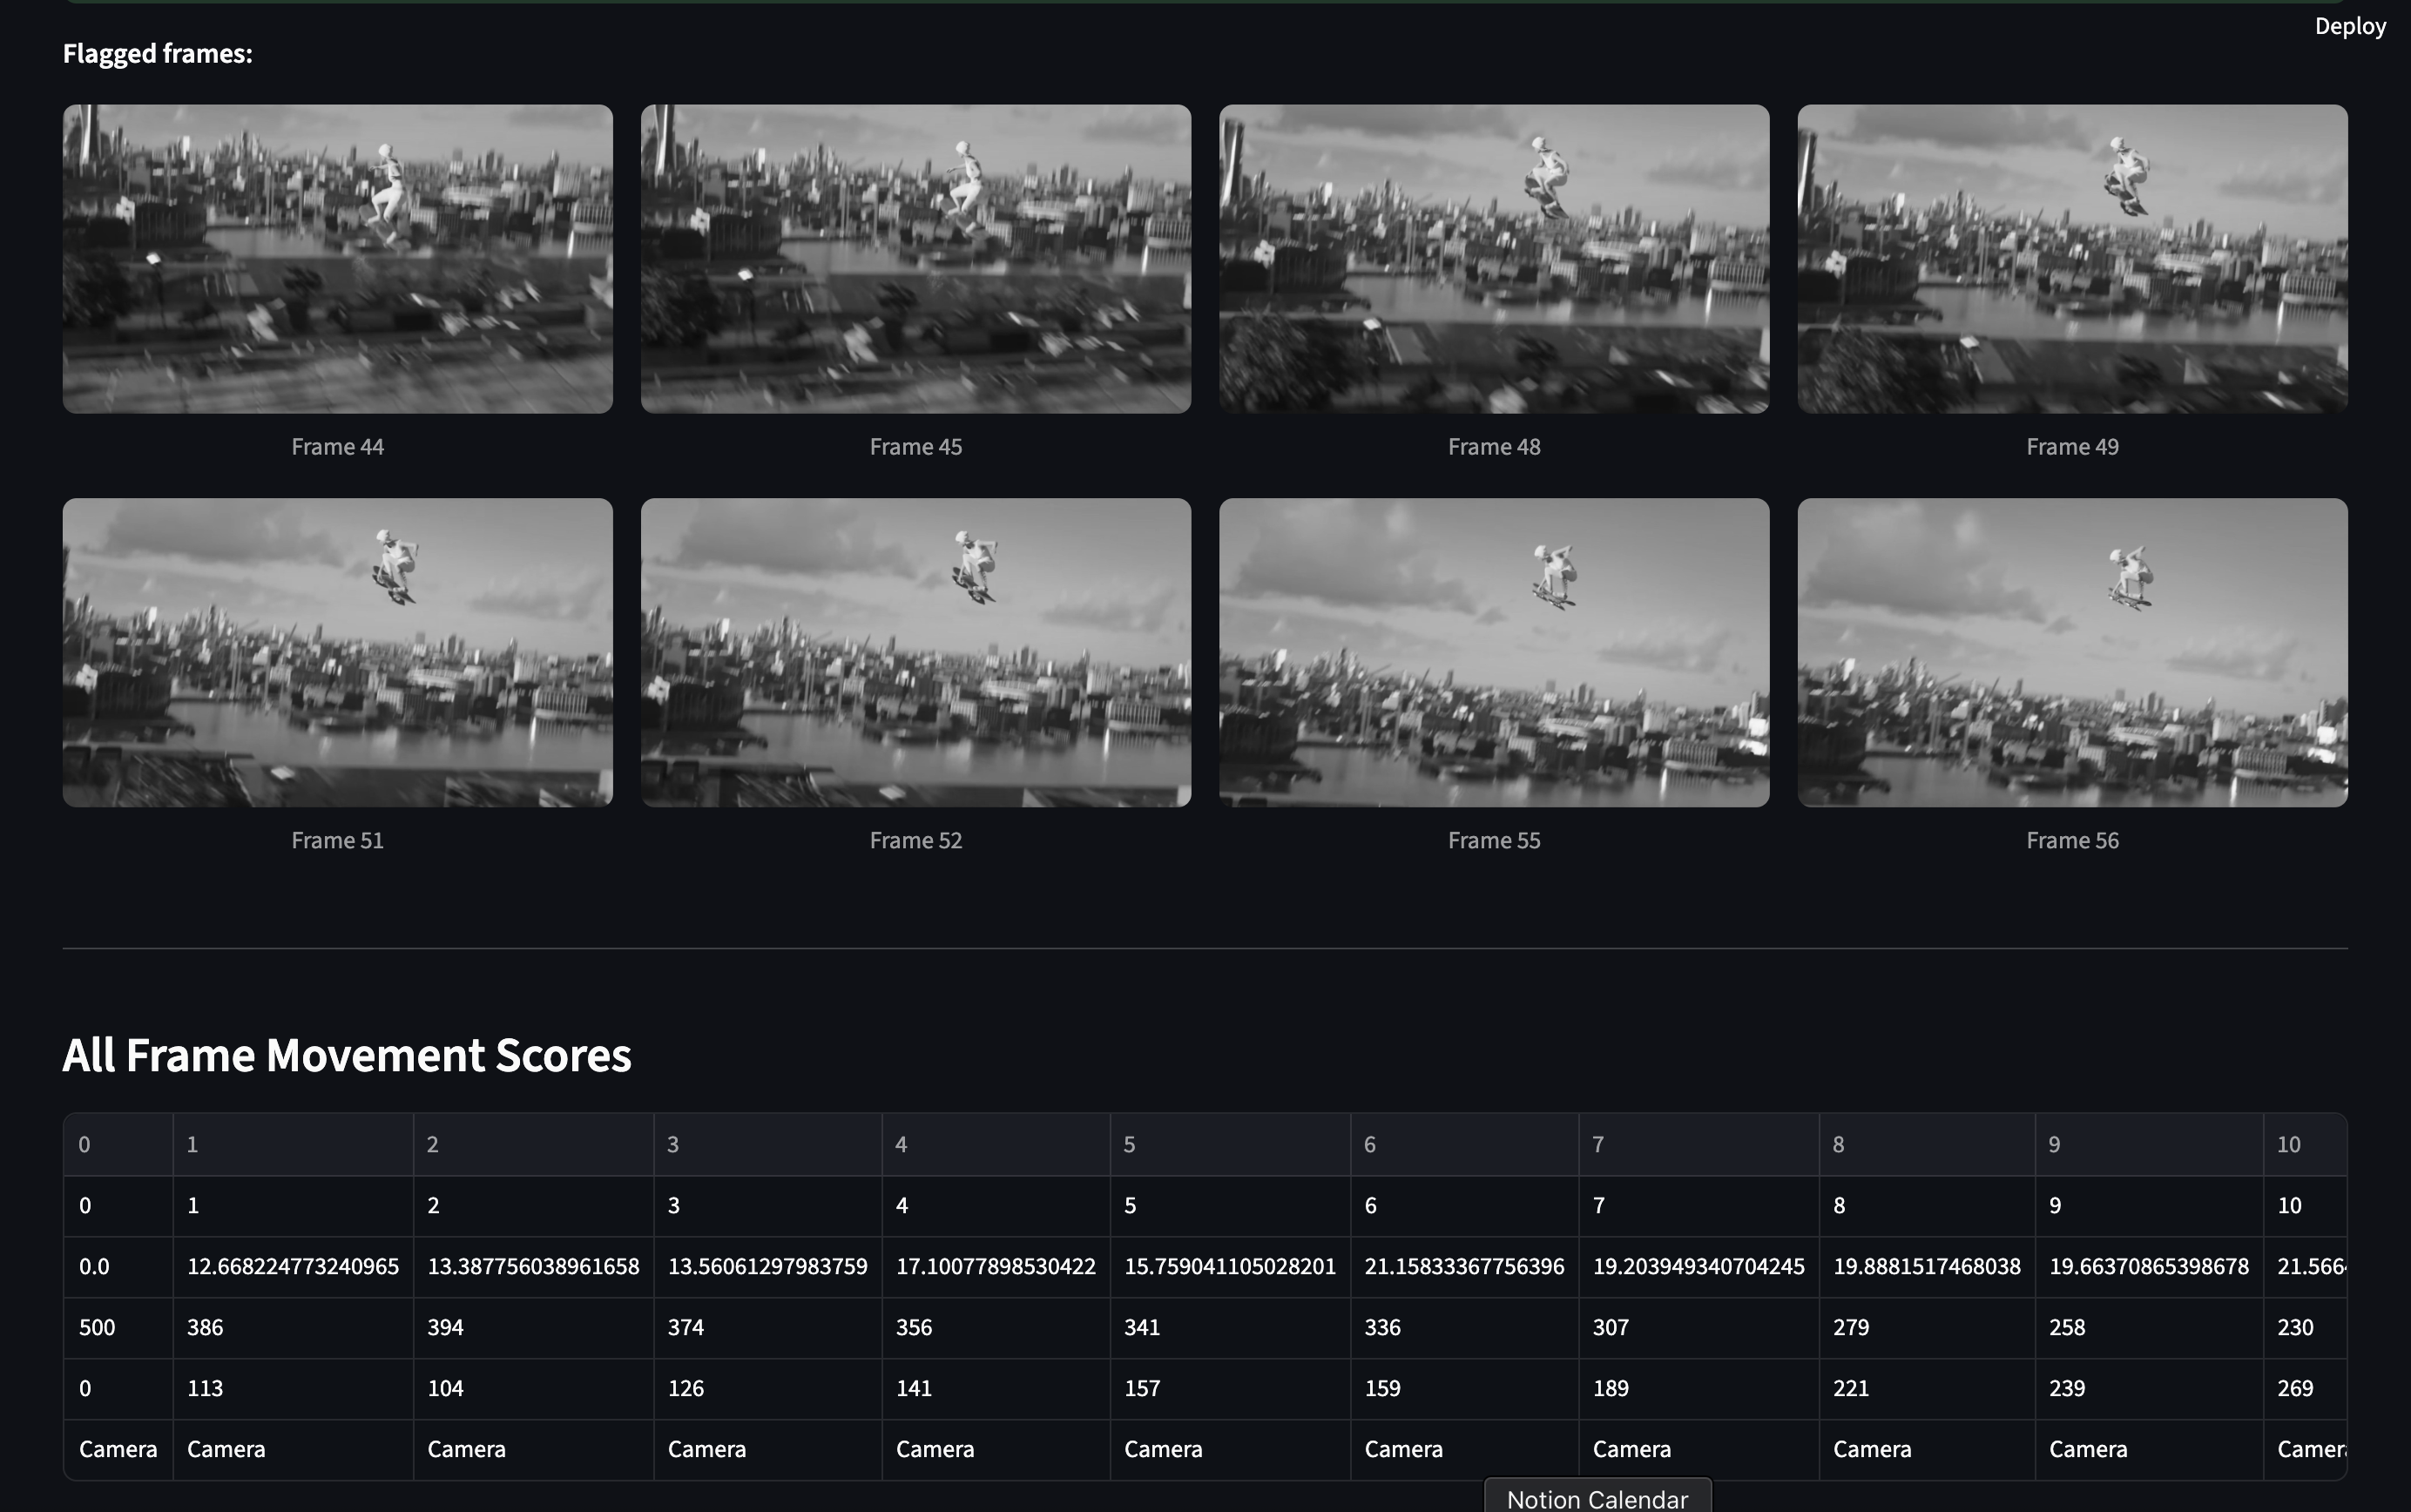 Deploy
Flagged frames:
Frame 44
Frame 45
Frame 48
Frame 49
Frame 51
Frame 52
Frame 55
Frame 56
All Frame Movement Scores
0 1 2 3 4 5 6 7 8 9 10
0 1 2 3 4 5 6 7 8 9 10
0.0 12.668224773240965 13.387756038961658 13.56061297983759 17.10077898530422 15.759041105028201 21.15833367756396 19.203949340704245 19.8881517468038 19.66370865398678 21.566
500 386 394 374 356 341 336 307 279 258 230
0 113 104 126 141 157 159 189 221 239 269
Camera Camera Camera Camera Camera Camera Camera Camera Camera Camera Camer
Notion Calendar